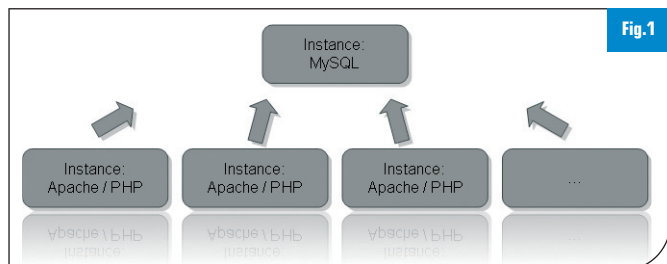 Fig.1
Instance:
MySQL
Instance:
Apache / PHP
Instance:
Apache / PHP
Instance:
Apache / PHP
...